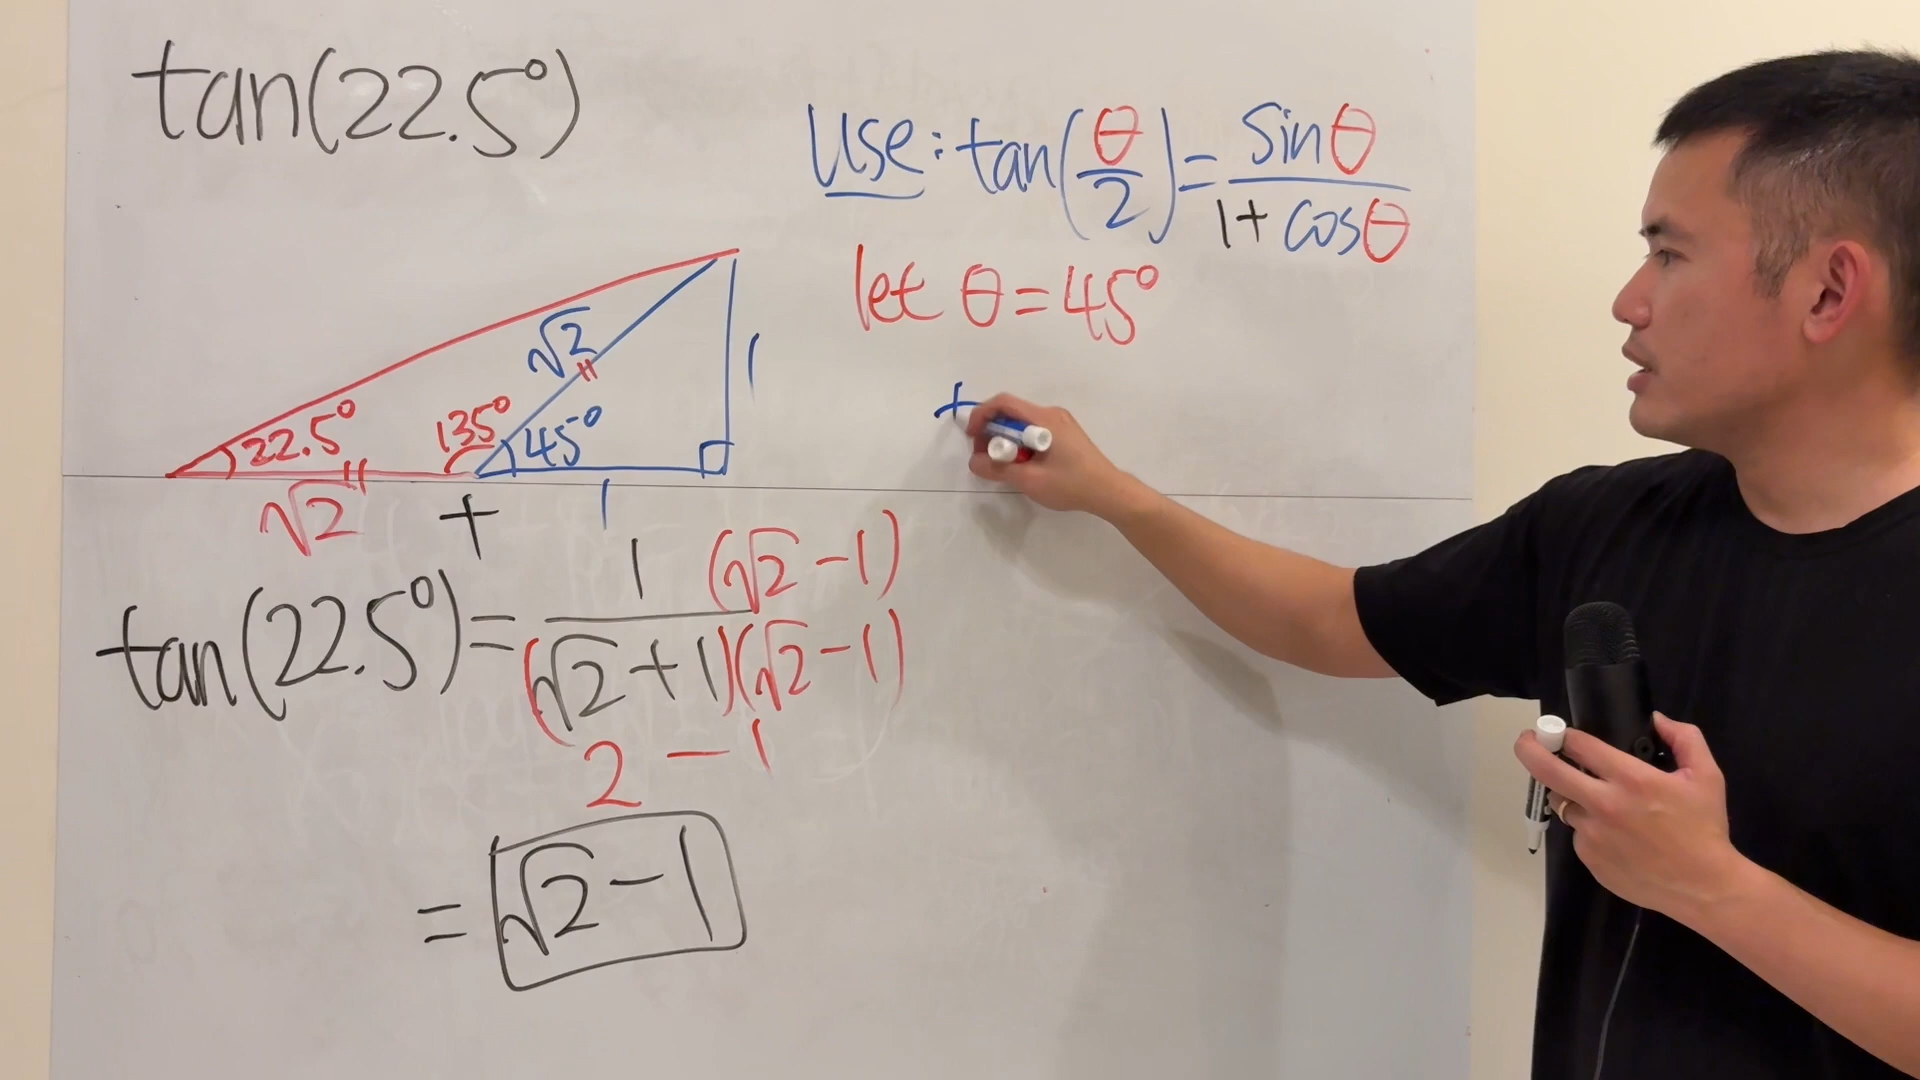 tan(22.5°)
Use: tan(θ/2) = sinθ/(1 + cosθ)
let θ = 45°
t
√2
1
22.5°
135°
45°
√2 + 1
tan(22.5°) = 1 (√2 - 1)
(√2 + 1)(√2 - 1)
2 - 1
= √2 - 1